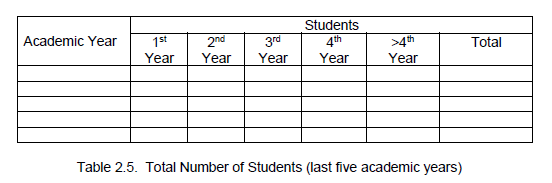 Students
Academic Year 1st 2nd 3rd 4th >4th Total
Year Year Year Year Year
Table 2.5. Total Number of Students (last five academic years)